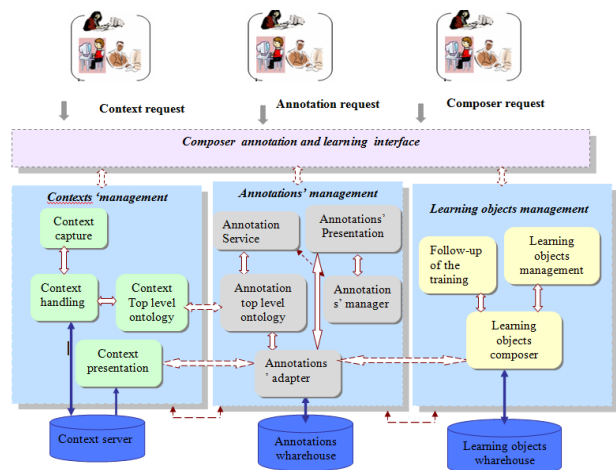 Context request
Annotation request
Composer request
Composer annotation and learning interface
Contexts ‘management
Context
capture
Context
handling
Context
Top level
ontology
Context
presentation
Context server
Annotations’ management
Annotation
Service
Annotations’
Presentation
Annotation
top level
ontology
Annotation
s’ manager
Annotations
’ adapter
Annotations
wharehouse
Learning objects management
Follow-up
of the
training
Learning
objects
management
Learning
objects
composer
Learning objects
wharehouse